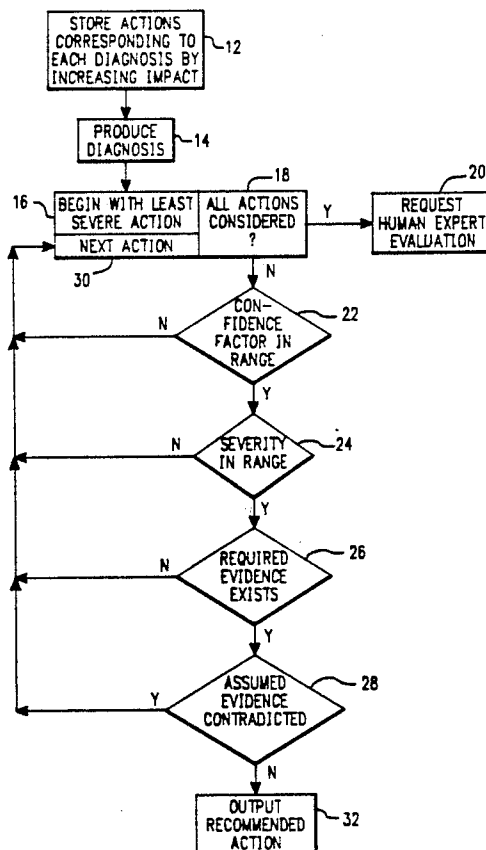 STORE ACTIONS
CORRESPONDING TO
EACH DIAGNOSIS BY
INCREASING IMPACT
12
PRODUCE
DIAGNOSIS
14
16
BEGIN WITH LEAST
SEVERE ACTION
NEXT ACTION
30
18
ALL ACTIONS
CONSIDERED
?
Y
20
REQUEST
HUMAN EXPERT
EVALUATION
N
CON-
FIDENCE
FACTOR IN
RANGE
22
N
Y
SEVERITY
IN RANGE
24
N
Y
REQUIRED
EVIDENCE
EXISTS
26
N
Y
ASSUMED
EVIDENCE
CONTRADICTED
28
Y
N
OUTPUT
RECOMMENDED
ACTION
32